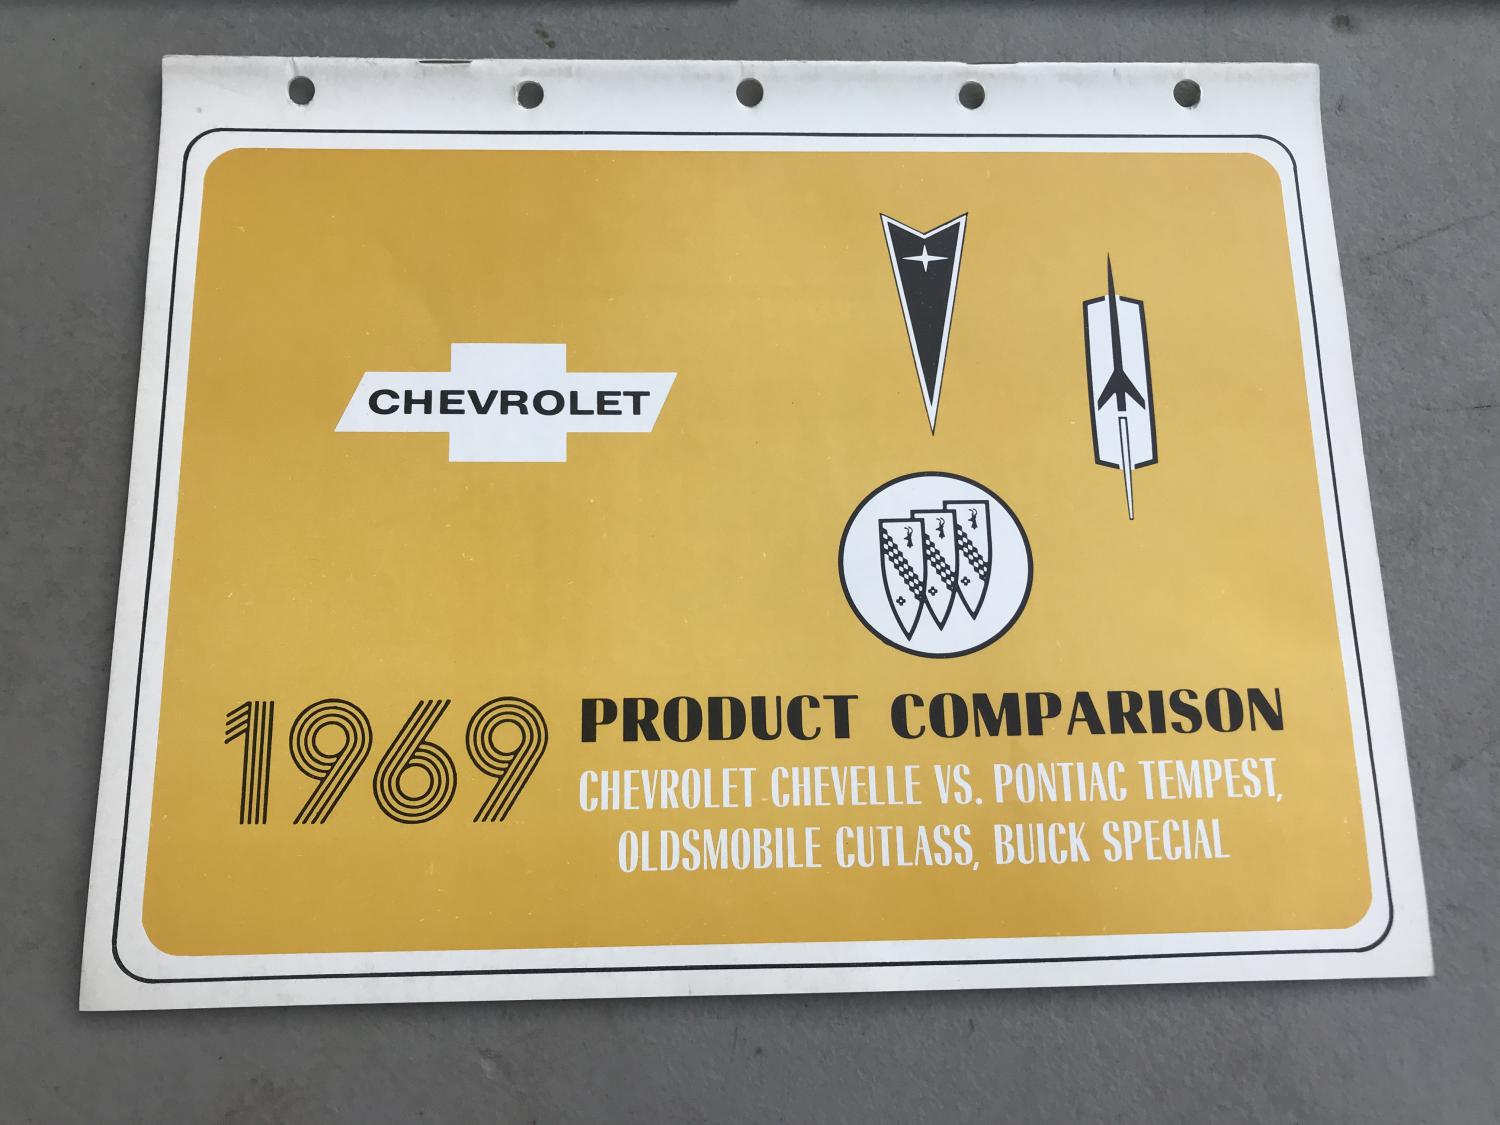 CHEVROLET
1969
PRODUCT COMPARISON
CHEVROLET CHEVELLE VS. PONTIAC TEMPEST,
OLDSMOBILE CUTLASS, BUICK SPECIAL